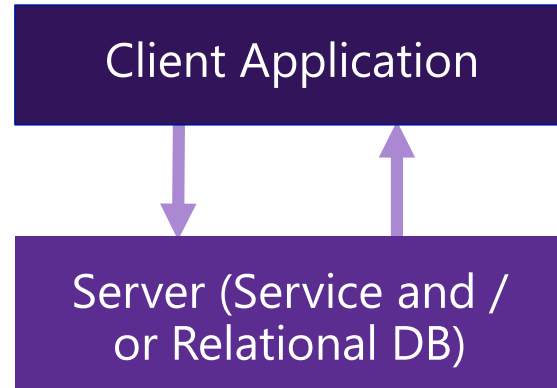 Client Application
Server (Service and /
or Relational DB)